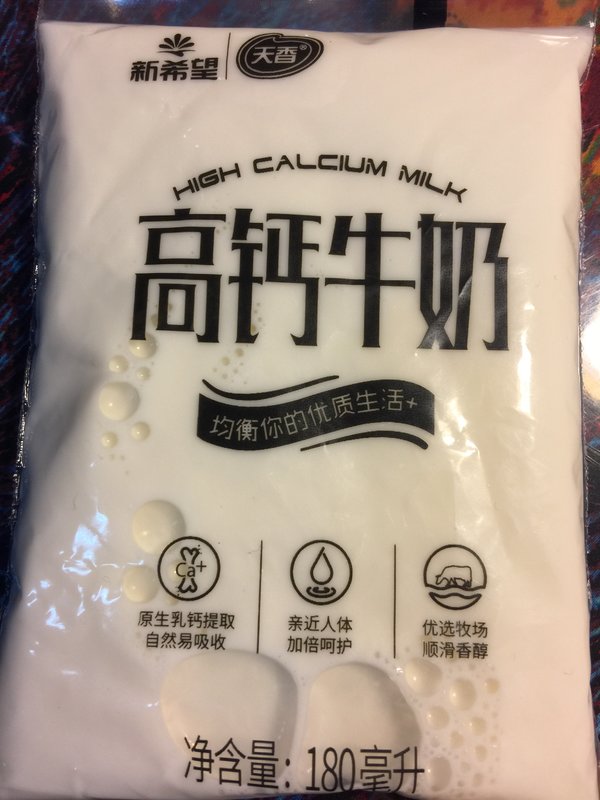 新希望 天香®
HIGH CALCIUM MILK
高钙牛奶
均衡你的优质生活+
Ca+
原生乳钙提取
自然易吸收
亲近人体
加倍呵护
优选牧场
顺滑香醇
净含量：180毫升